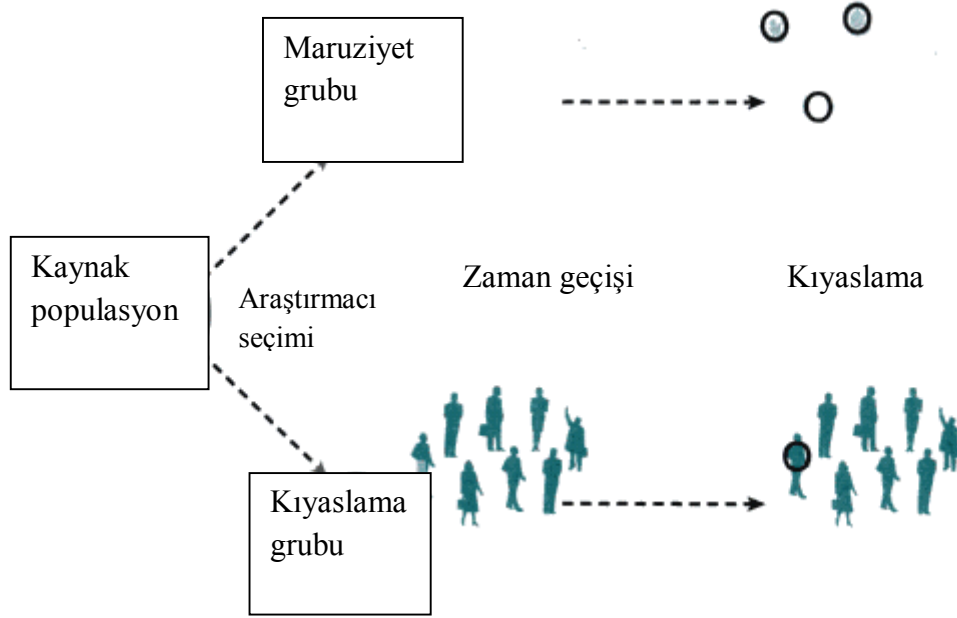 Maruziyet
grubu
Kaynak
populasyon
Araştırmacı
seçimi
Zaman geçişi
Kıyaslama
Kıyaslama
grubu